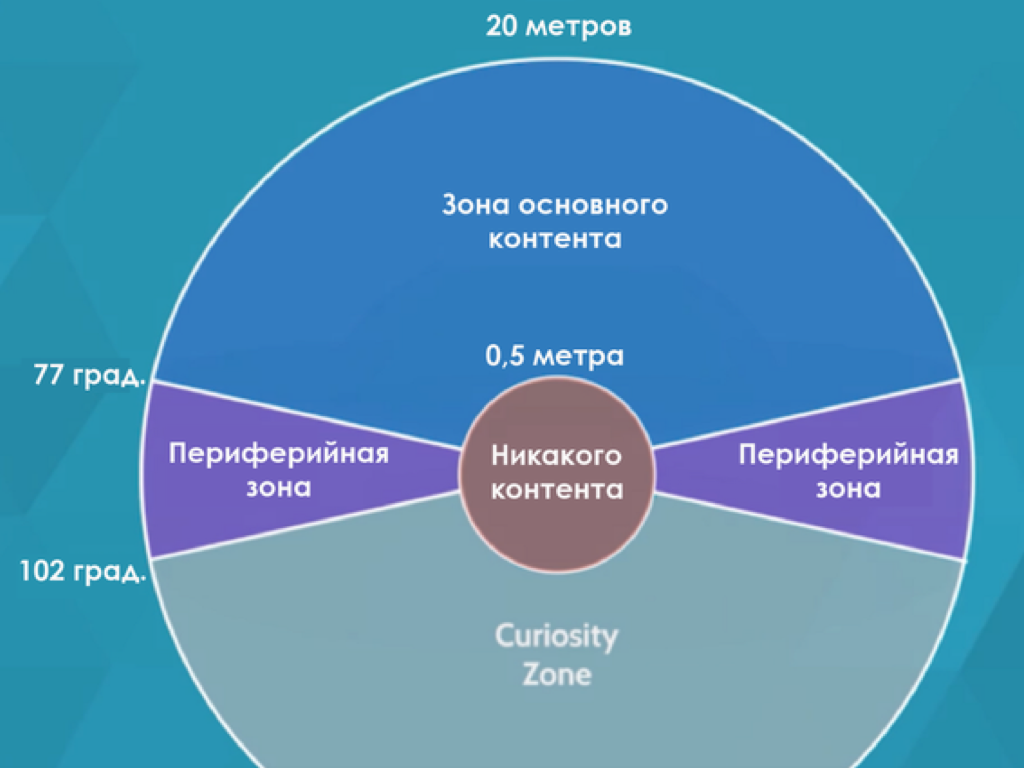 20 метров
Зона основного
контента
0,5 метра
77 град.
Периферийная
зона
Никакого
контента
Периферийная
зона
102 град.
Curiosity
Zone